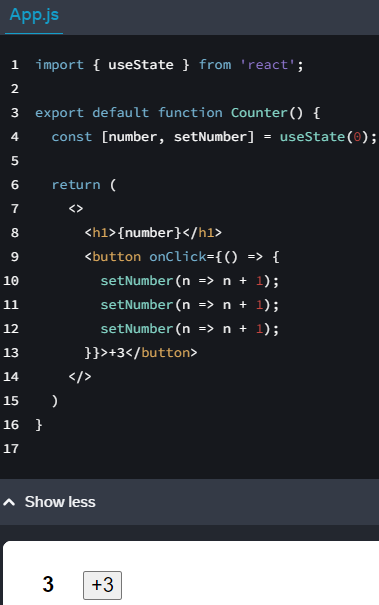 App.js
1 import { useState } from 'react';
2
3 export default function Counter() {
4   const [number, setNumber] = useState(0);
5
6   return (
7     <>
8       <h1>{number}</h1>
9       <button onClick={() => {
10         setNumber(n => n + 1);
11         setNumber(n => n + 1);
12         setNumber(n => n + 1);
13       }}>+3</button>
14     </>
15   )
16 }
17
Show less
3 +3